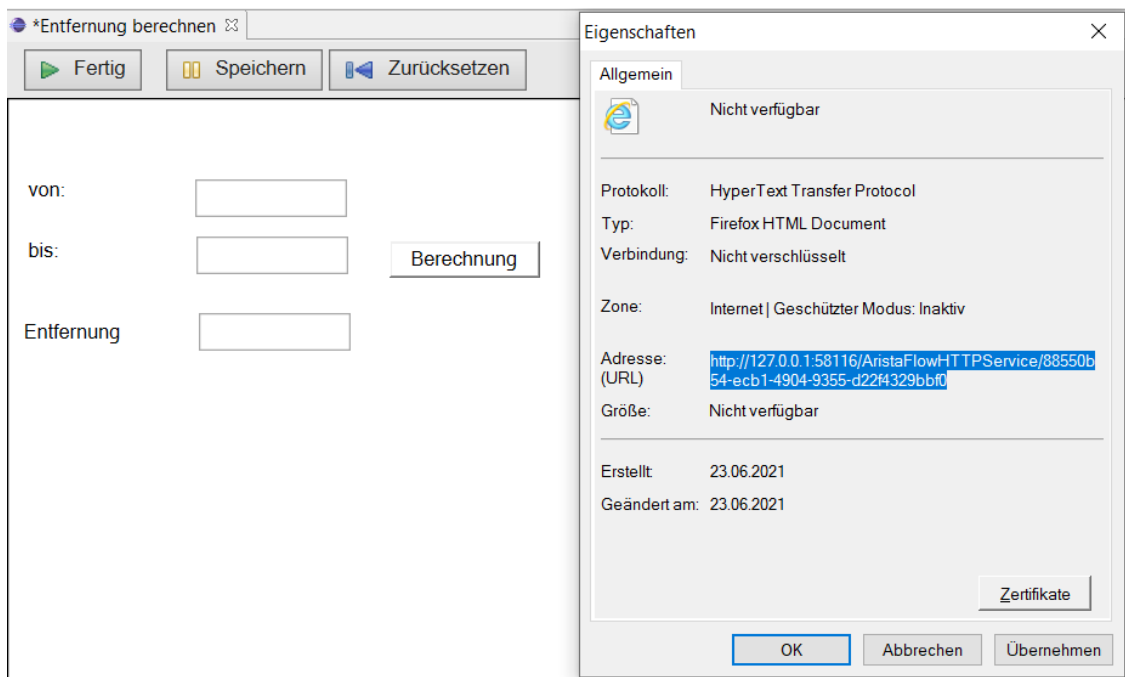 *Entfernung berechnen
Fertig
Speichern
Zurücksetzen
von:
bis:
Berechnung
Entfernung
Eigenschaften
Allgemein
Nicht verfügbar
Protokoll: HyperText Transfer Protocol
Typ: Firefox HTML Document
Verbindung: Nicht verschlüsselt
Zone: Internet | Geschützter Modus: Inaktiv
Adresse: http://127.0.0.1:58116/AristaFlowHTTPService/88550b
(URL) 54-ecb1-4904-9355-d22f4329bbf0
Größe: Nicht verfügbar
Erstellt: 23.06.2021
Geändert am: 23.06.2021
Zertifikate
OK
Abbrechen
Übernehmen